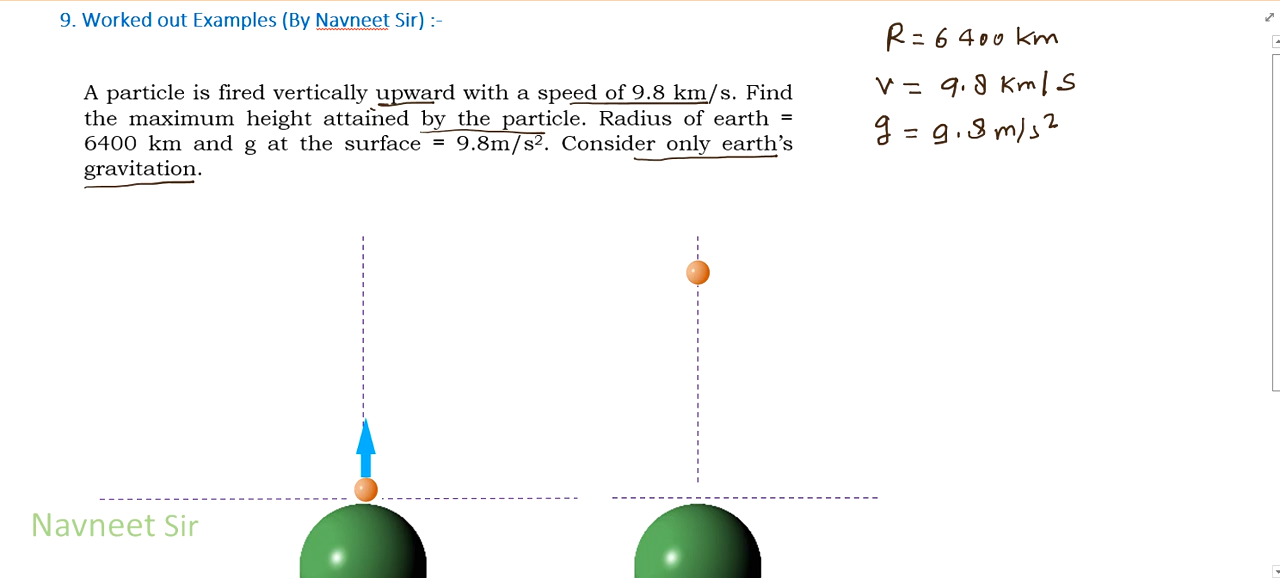 9. Worked out Examples (By Navneet Sir) :-
A particle is fired vertically upward with a speed of 9.8 km/s. Find
the maximum height attained by the particle. Radius of earth =
6400 km and g at the surface = 9.8m/s². Consider only earth's
gravitation.
R = 6400 km
v = 9.8 Km/s
g = 9.8 m/s²
Navneet Sir